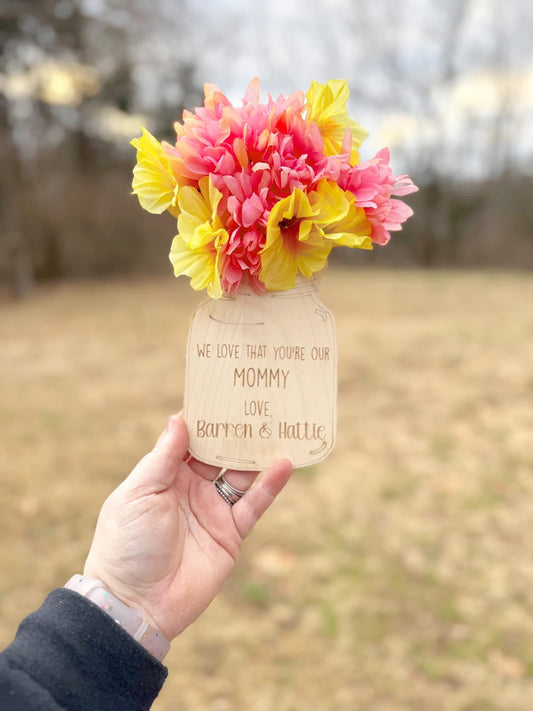 WE LOVE THAT YOU'RE OUR
MOMMY
LOVE,
Barren & Hattie